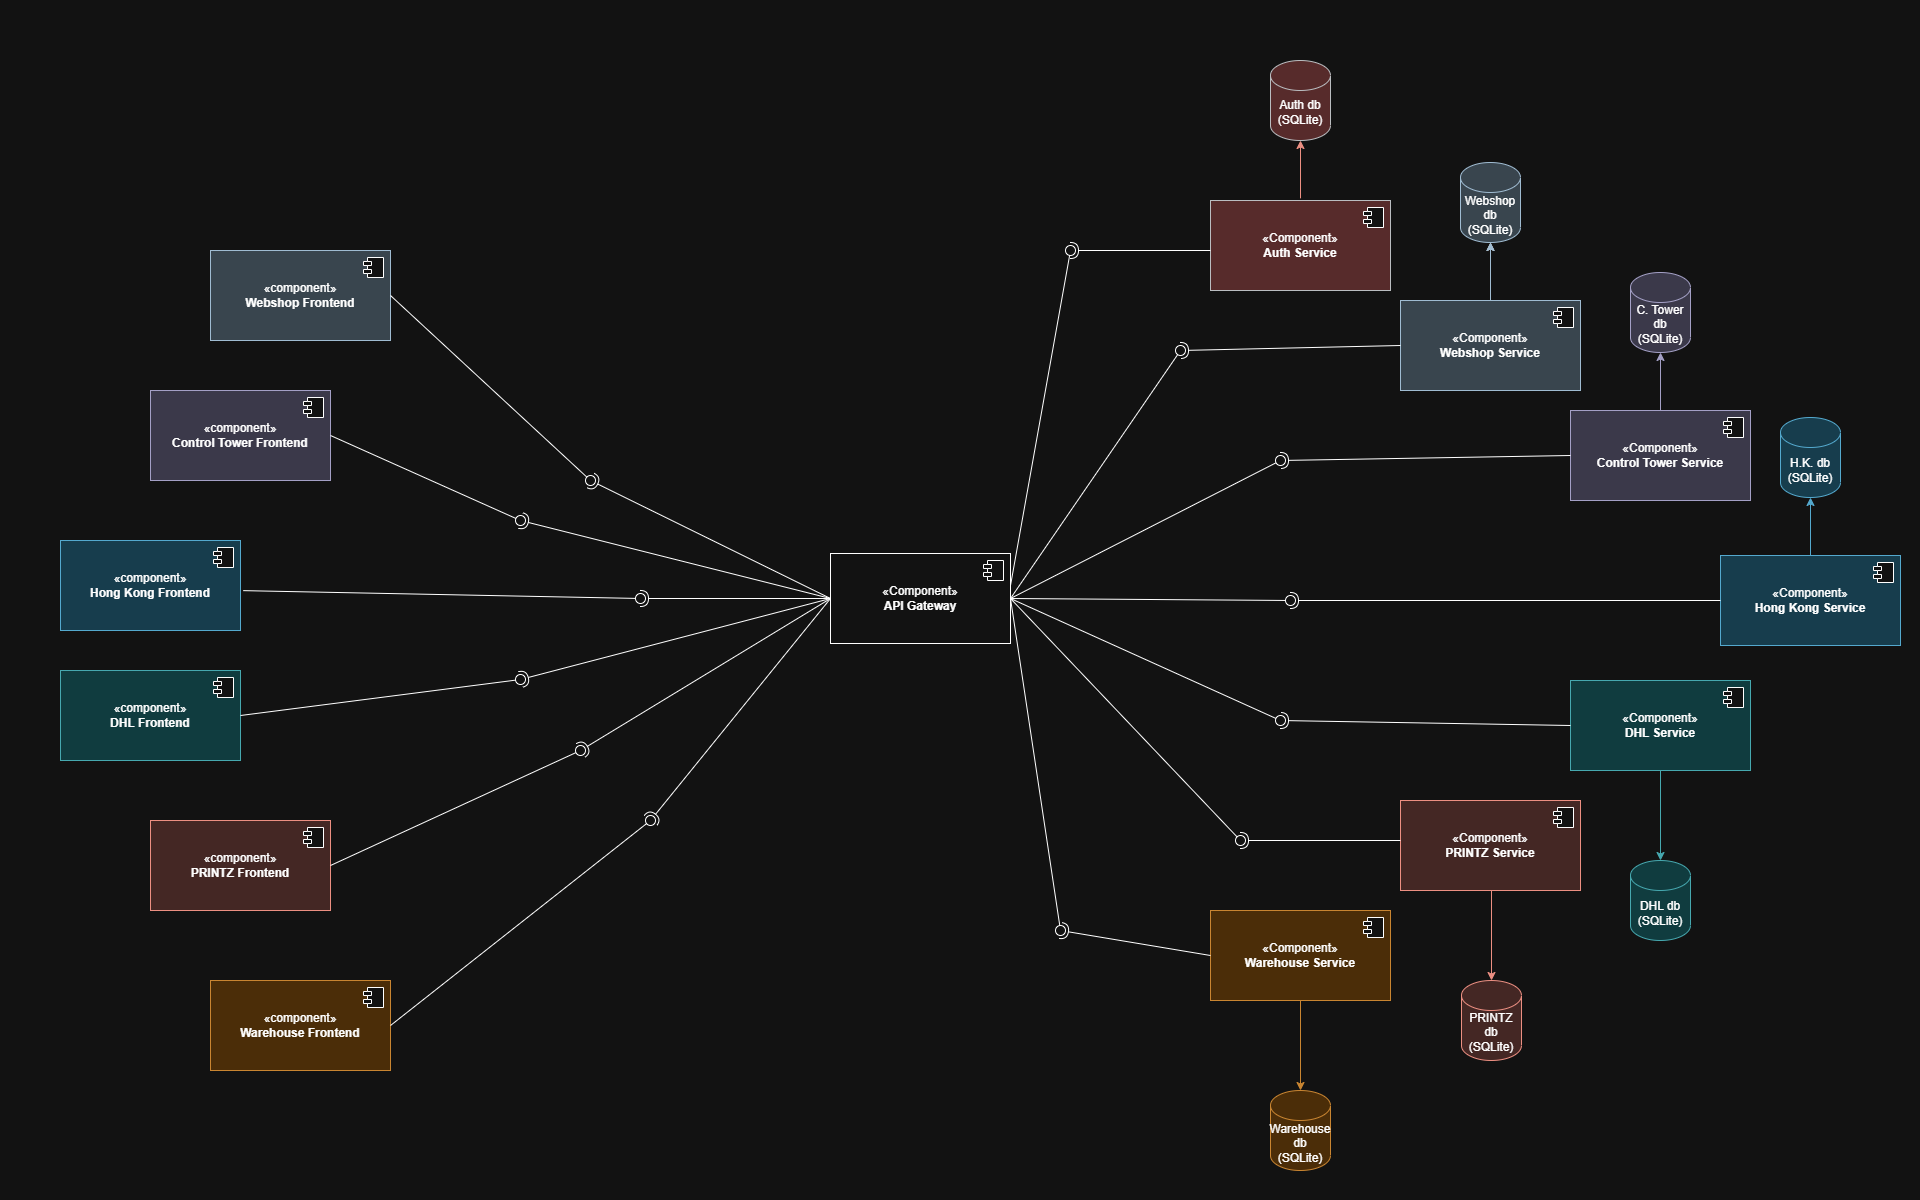 Auth db
(SQLite)
Webshop
db
(SQLite)
«Component»
Auth Service
«component»
Webshop Frontend
C. Tower
db
(SQLite)
«Component»
Webshop Service
«component»
Control Tower Frontend
«Component»
Control Tower Service
H.K. db
(SQLite)
«component»
Hong Kong Frontend
«Component»
API Gateway
«Component»
Hong Kong Service
«component»
DHL Frontend
«Component»
DHL Service
«component»
PRINTZ Frontend
«Component»
PRINTZ Service
DHL db
(SQLite)
«Component»
Warehouse Service
«component»
Warehouse Frontend
PRINTZ
db
(SQLite)
Warehouse
db
(SQLite)